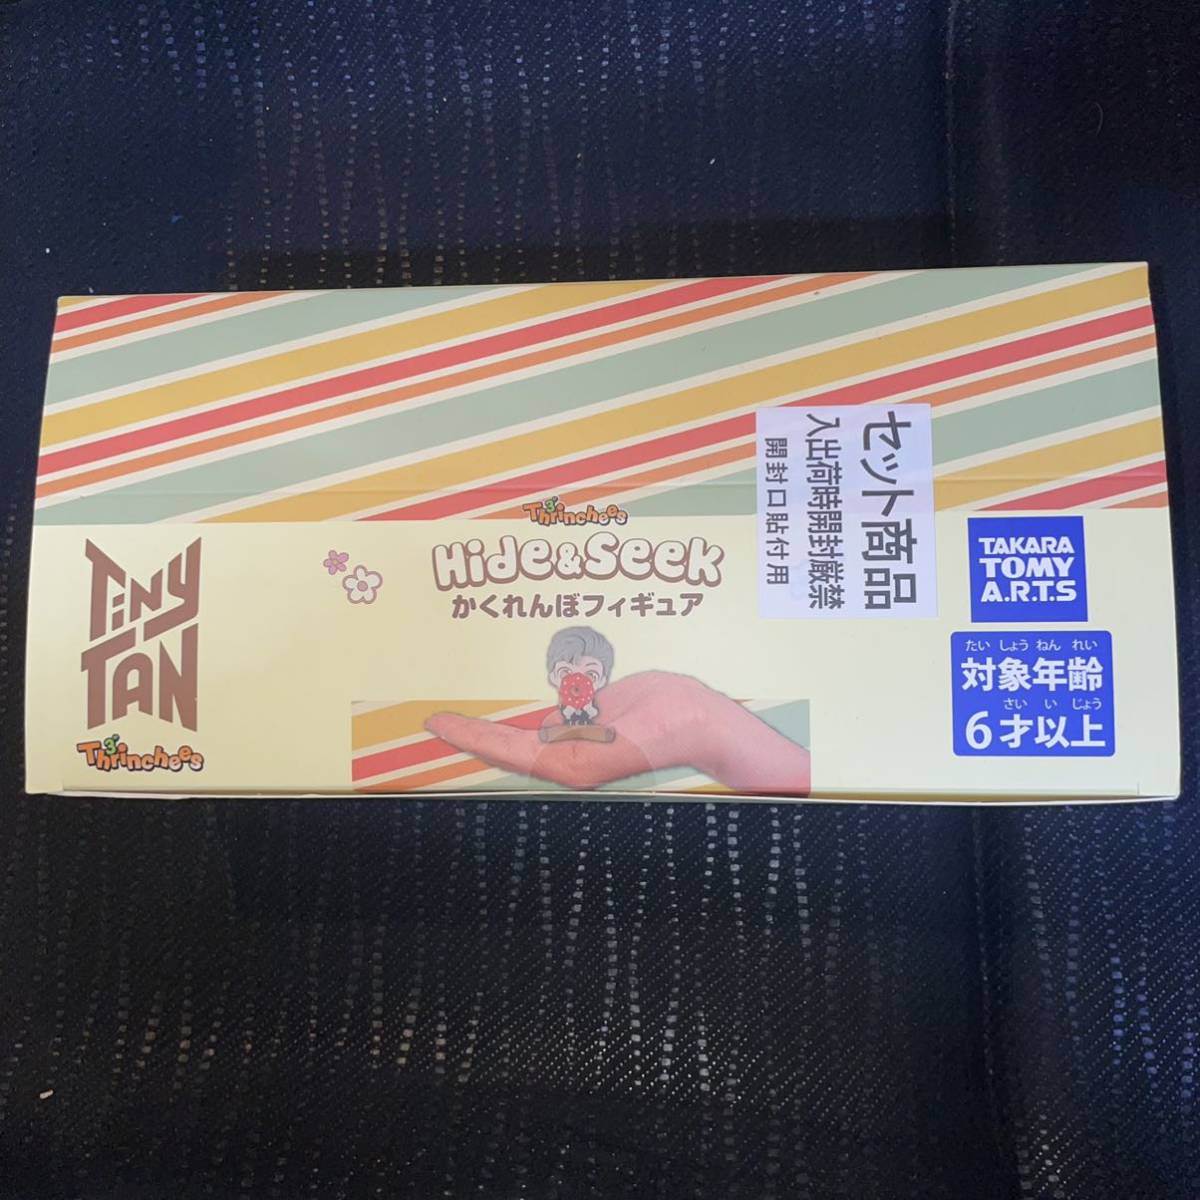 TiNY
TAN
Thrinchees
Thrinchees
Hide&Seek
かくれんぼフィギュア
セット商品
入出荷時開封厳禁
開封口貼付用
TAKARA
TOMY
A.R.T.S
たいしょうねんれい
対象年齢
さいいじょう
6才以上